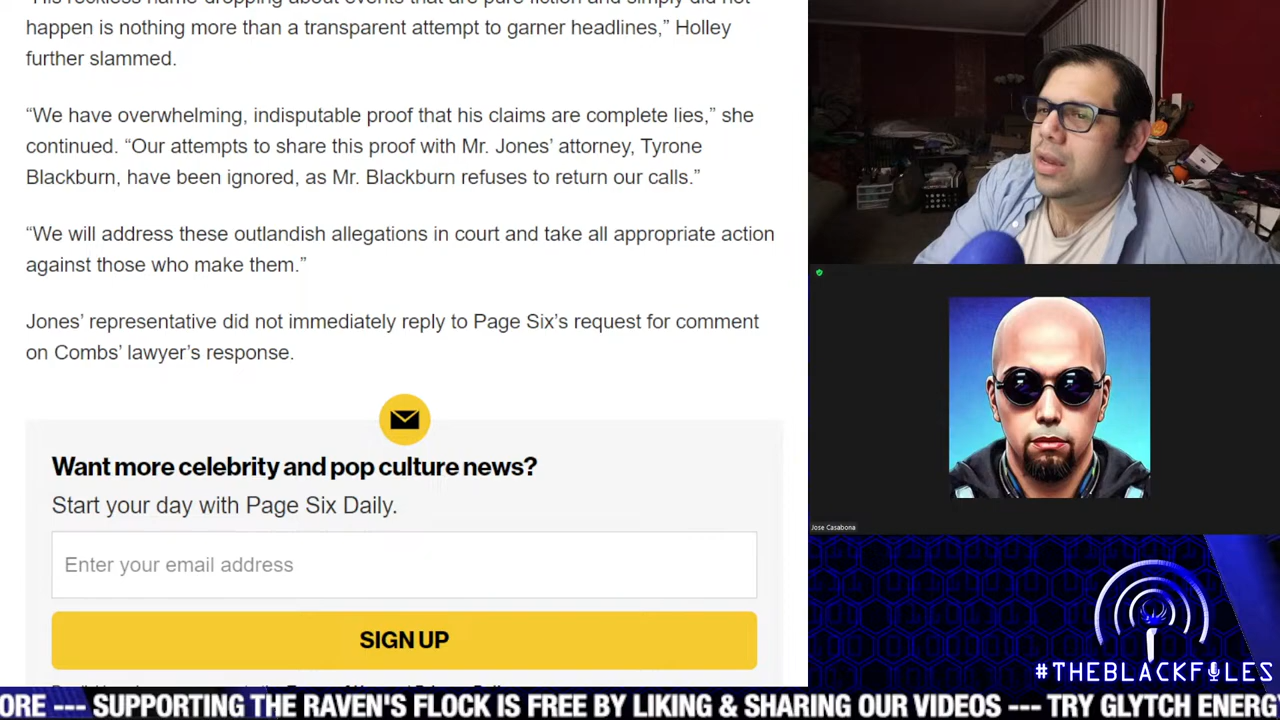 happen is nothing more than a transparent attempt to garner headlines,” Holley
further slammed.
“We have overwhelming, indisputable proof that his claims are complete lies,” she
continued. “Our attempts to share this proof with Mr. Jones’ attorney, Tyrone
Blackburn, have been ignored, as Mr. Blackburn refuses to return our calls.”
“We will address these outlandish allegations in court and take all appropriate action
against those who make them.”
Jones’ representative did not immediately reply to Page Six’s request for comment
on Combs’ lawyer’s response.
Want more celebrity and pop culture news?
Start your day with Page Six Daily.
Enter your email address
SIGN UP
Jose Casabona
#THEBLACKFILES
ORE --- SUPPORTING THE RAVEN'S FLOCK IS FREE BY LIKING & SHARING OUR VIDEOS --- TRY GLYTCH ENERG